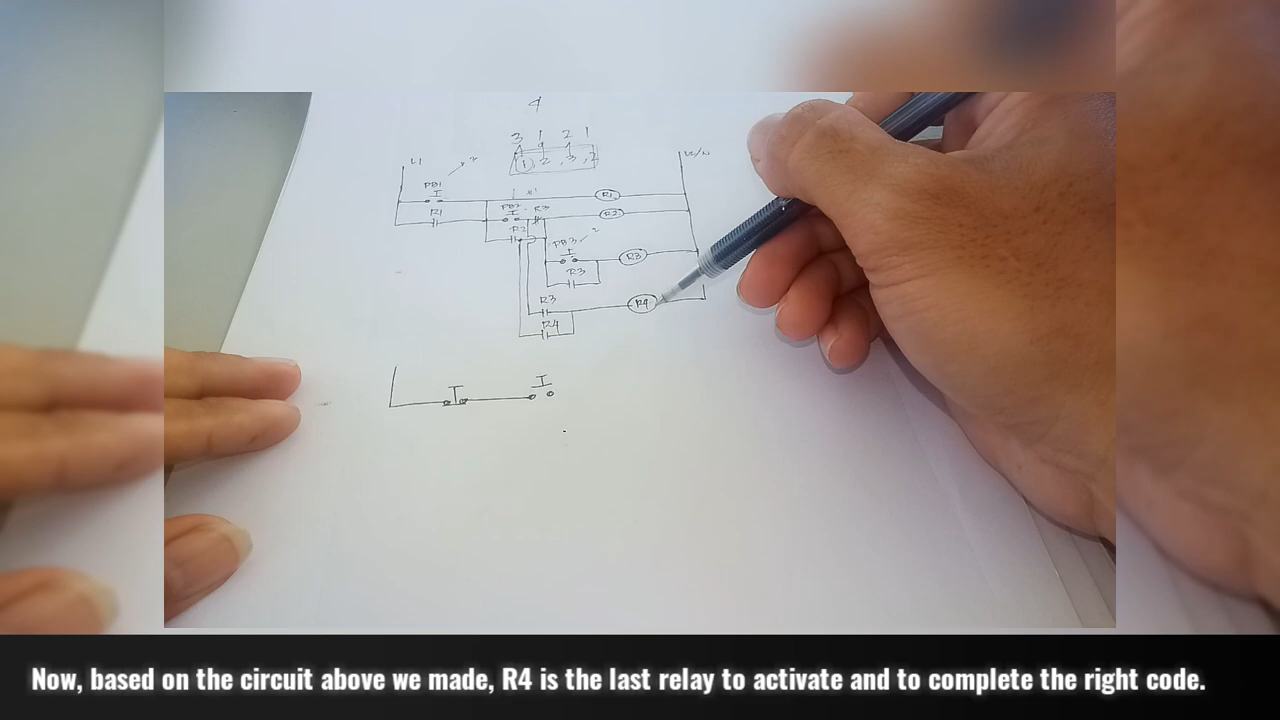 4
3 1 2 1
1, 2, 3, 2
L1
L2/N
PB1
R1
R1
PB2 R3
R2
R2
PB3
R3
R3
R3
R4
R4
Now, based on the circuit above we made, R4 is the last relay to activate and to complete the right code.